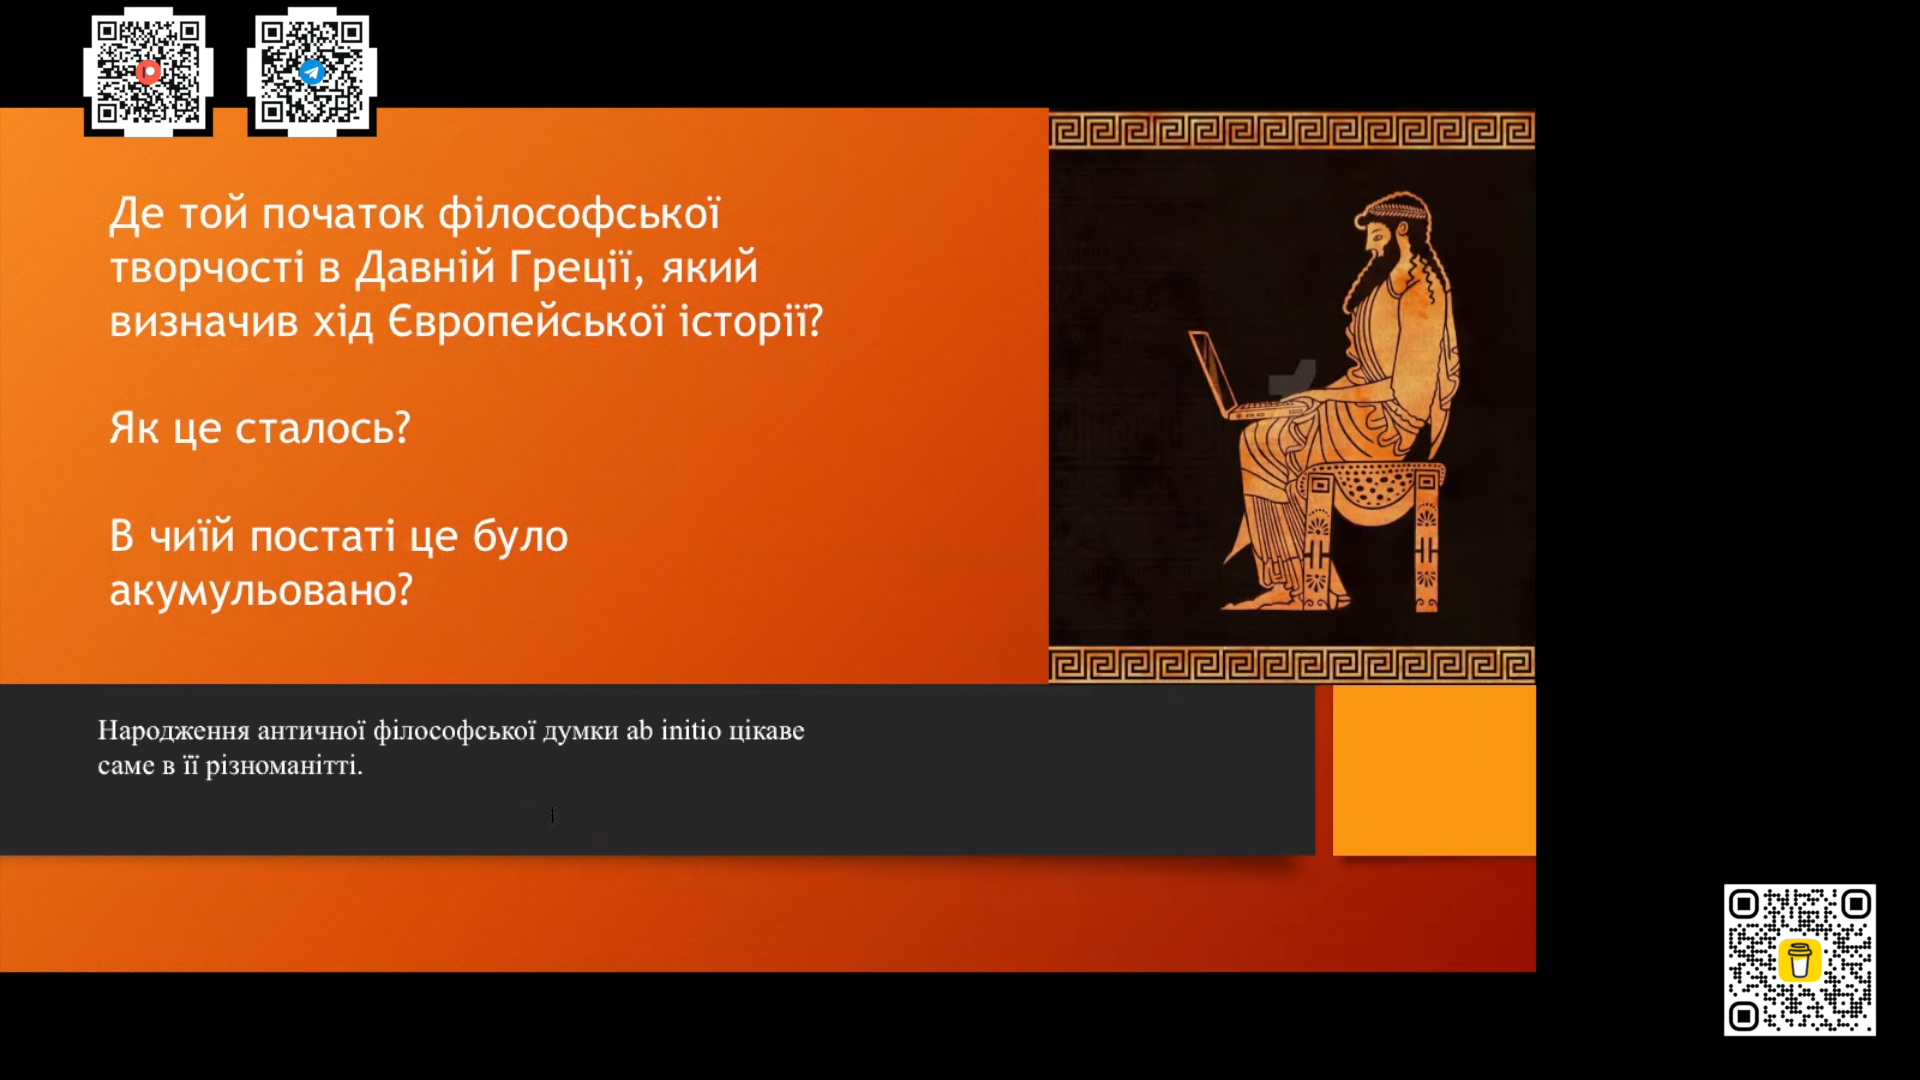 Де той початок філософської
творчості в Давній Греції, який
визначив хід Європейської історії?
Як це сталось?
В чиїй постаті це було
акумульовано?
Народження античної філософської думки ab initio цікаве
саме в її різноманітті.